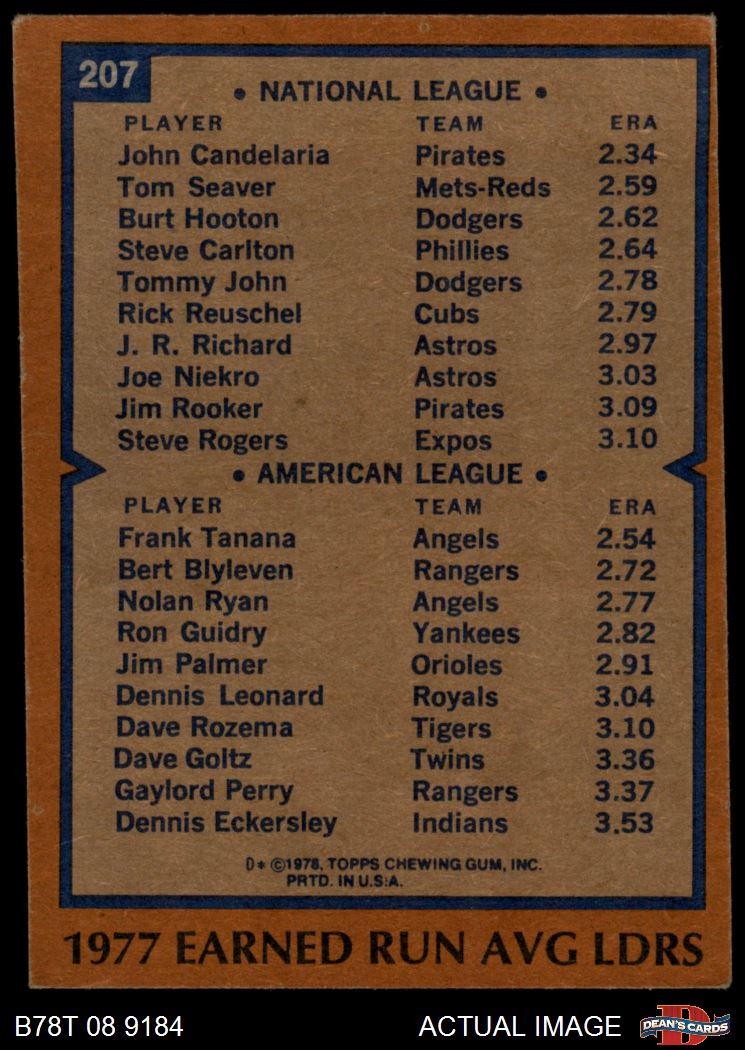 207
• NATIONAL LEAGUE •
PLAYER TEAM ERA
John Candelaria Pirates 2.34
Tom Seaver Mets-Reds 2.59
Burt Hooton Dodgers 2.62
Steve Carlton Phillies 2.64
Tommy John Dodgers 2.78
Rick Reuschel Cubs 2.79
J. R. Richard Astros 2.97
Joe Niekro Astros 3.03
Jim Rooker Pirates 3.09
Steve Rogers Expos 3.10
• AMERICAN LEAGUE •
PLAYER TEAM ERA
Frank Tanana Angels 2.54
Bert Blyleven Rangers 2.72
Nolan Ryan Angels 2.77
Ron Guidry Yankees 2.82
Jim Palmer Orioles 2.91
Dennis Leonard Royals 3.04
Dave Rozema Tigers 3.10
Dave Goltz Twins 3.36
Gaylord Perry Rangers 3.37
Dennis Eckersley Indians 3.53
D* ©1978, TOPPS CHEWING GUM, INC.
PRTD. IN U.S.A.
1977 EARNED RUN AVG LDRS
B78T 08 9184 ACTUAL IMAGE D DEAN'S CARDS